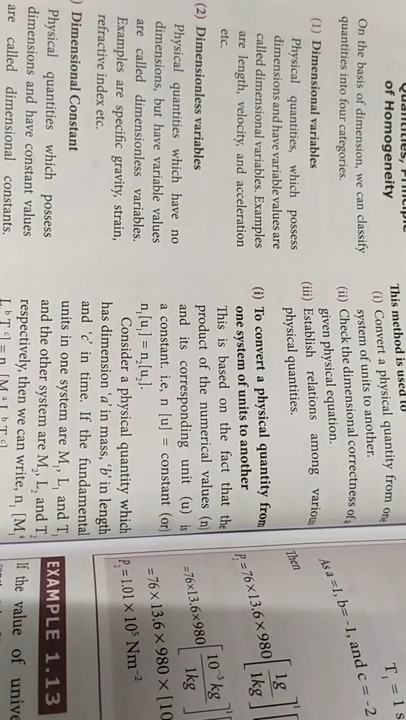 of Homogeneity
On the basis of dimension, we can classify
quantities into four categories.
(1) Dimensional variables
Physical quantities, which possess
dimensions and have variable values are
called dimensional variables. Examples
are length, velocity, and acceleration
etc.
(2) Dimensionless variables
Physical quantities which have no
dimensions, but have variable values
are called dimensionless variables.
Examples are specific gravity, strain,
refractive index etc.
) Dimensional Constant
Physical quantities which possess
dimensions and have constant values
are called dimensional constants.
This method is used to
(i) Convert a physical quantity from one
system of units to another.
(ii) Check the dimensional correctness of a
given physical equation.
(iii) Establish relations among various
physical quantities.
(i) To convert a physical quantity from
one system of units to another
This is based on the fact that the
product of the numerical values (n)
and its corresponding unit (u) is
a constant. i.e, n [u] = constant (or)
n₁[u₁] = n₂[u₂].
Consider a physical quantity which
has dimension 'a' in mass, 'b' in length
and 'c' in time. If the fundamental
units in one system are M₁, L₁ and T₁
and the other system are M₂, L₂ and T₂
respectively, then we can write, n₁ [M₁ᵃ
T₁ = 1 s
As a =1, b= -1, and c = -2
Then
P₂ = 76 × 13.6 × 980 [1g / 1kg]¹
=76×13.6×980 [10⁻³ kg / 1kg]¹
= 76 × 13.6 × 980 × [10
P₂ = 1.01 × 10⁵ Nm⁻²
EXAMPLE 1.13
If the value of unive